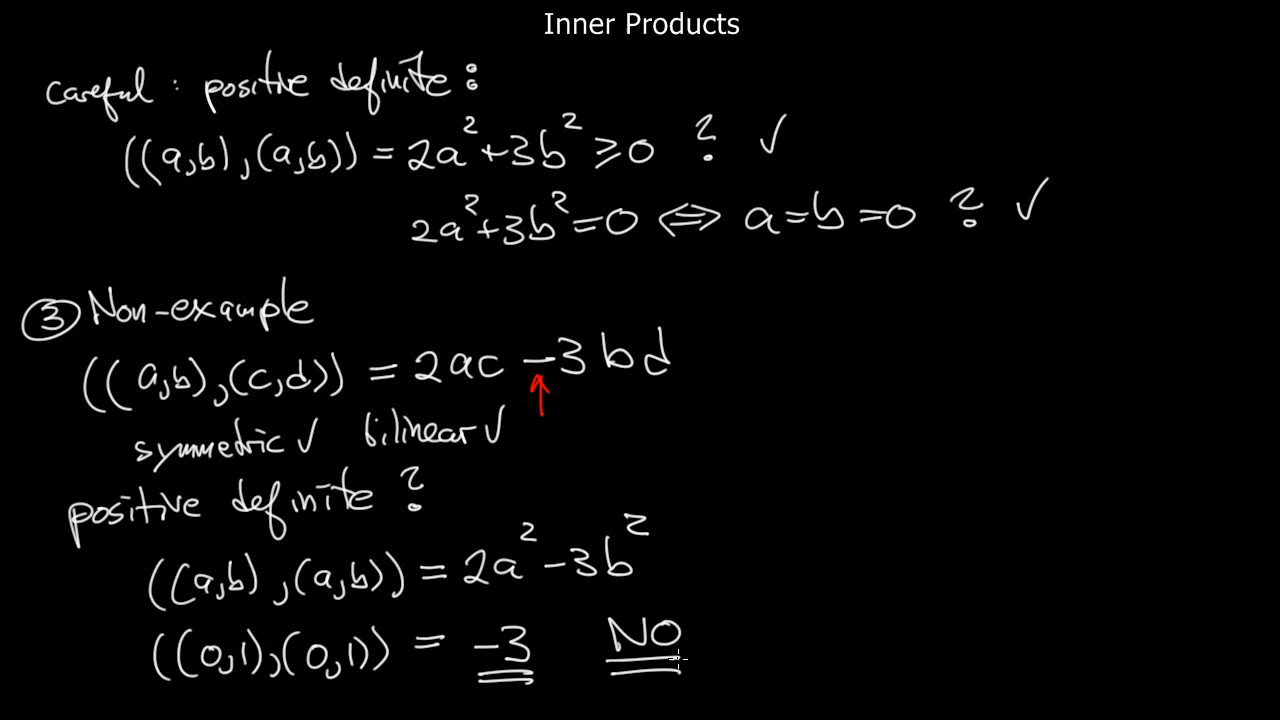 Inner Products
Careful : positive definite :
((a,b),(a,b)) = 2a² + 3b² ⩾ 0 ? ✓
2a² + 3b² = 0 ⇔ a = b = 0 ? ✓
③ Non-example
((a,b),(c,d)) = 2ac − 3bd
↑
symmetric ✓ bilinear ✓
positive definite ?
((a,b),(a,b)) = 2a² − 3b²
((0,1),(0,1)) = −3 NO